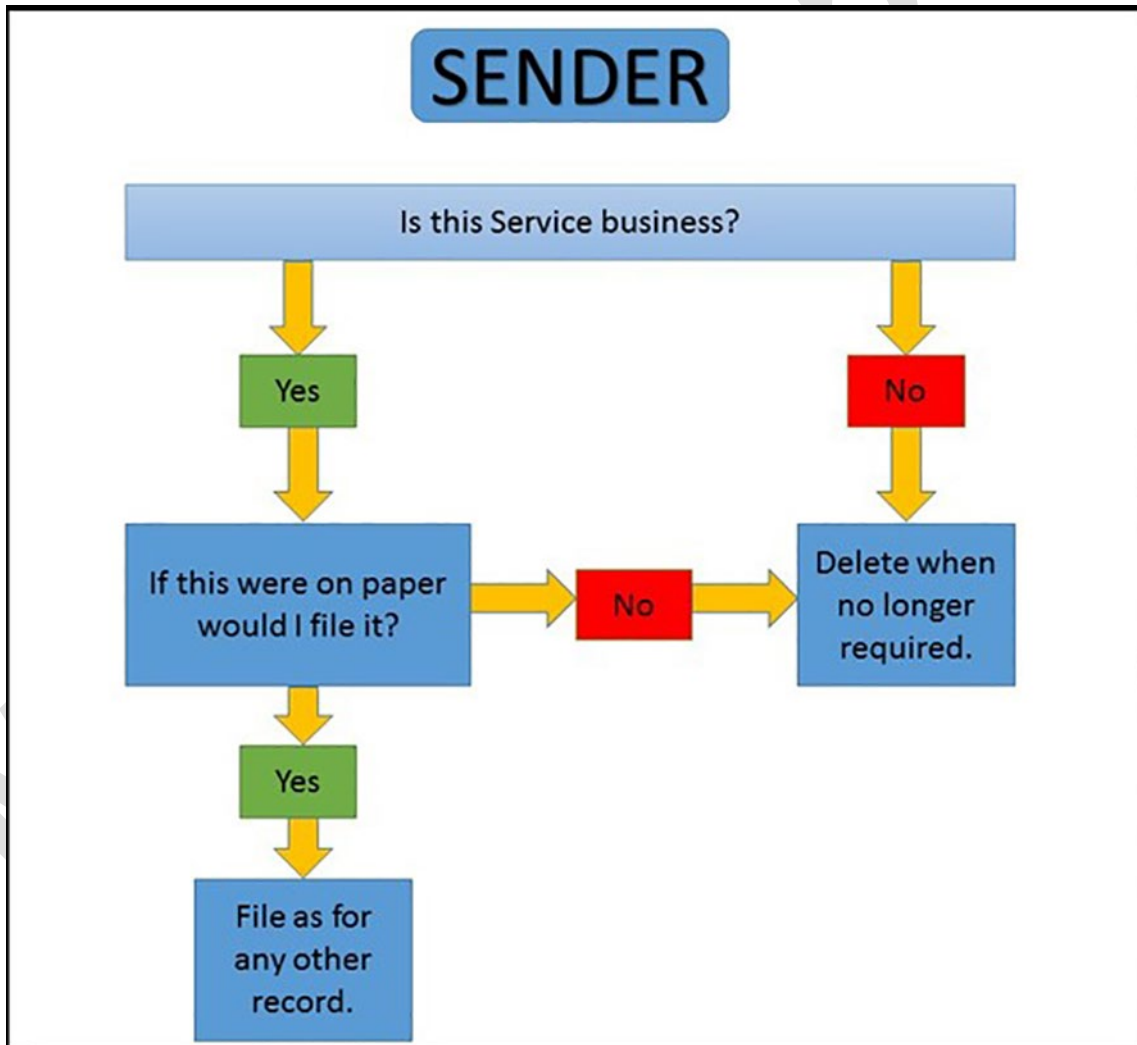 SENDER
Is this Service business?
Yes
No
If this were on paper
would I file it?
No
Delete when
no longer
required.
Yes
File as for
any other
record.